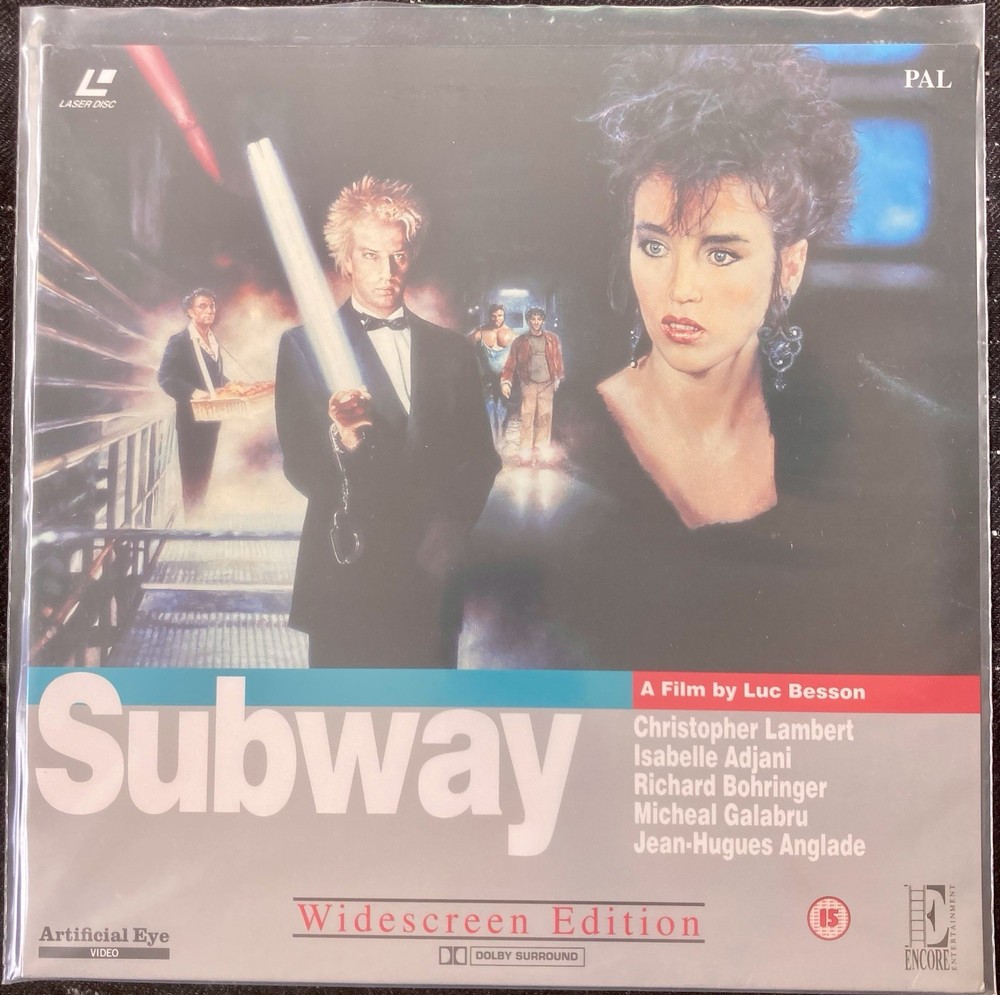 LASER DISC
PAL
A Film by Luc Besson
Subway
Christopher Lambert
Isabelle Adjani
Richard Bohringer
Micheal Galabru
Jean-Hugues Anglade
Widescreen Edition
DOLBY SURROUND
Artificial Eye
VIDEO
15
E
ENCORE
ENTERTAINMENT